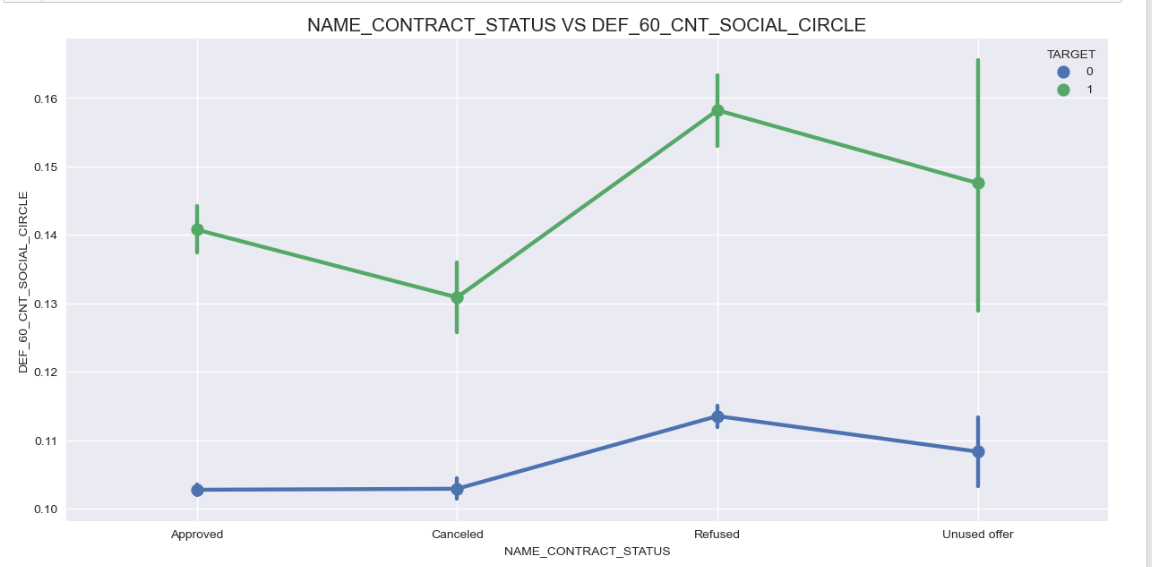 NAME_CONTRACT_STATUS VS DEF_60_CNT_SOCIAL_CIRCLE
TARGET
0
1
DEF_60_CNT_SOCIAL_CIRCLE
0.16
0.15
0.14
0.13
0.12
0.11
0.10
Approved Canceled Refused Unused offer
NAME_CONTRACT_STATUS